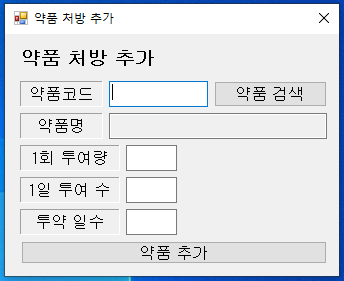 약품 처방 추가
약품 처방 추가
약품코드 약품 검색
약품명
1회 투여량
1일 투여 수
투약 일수
약품 추가